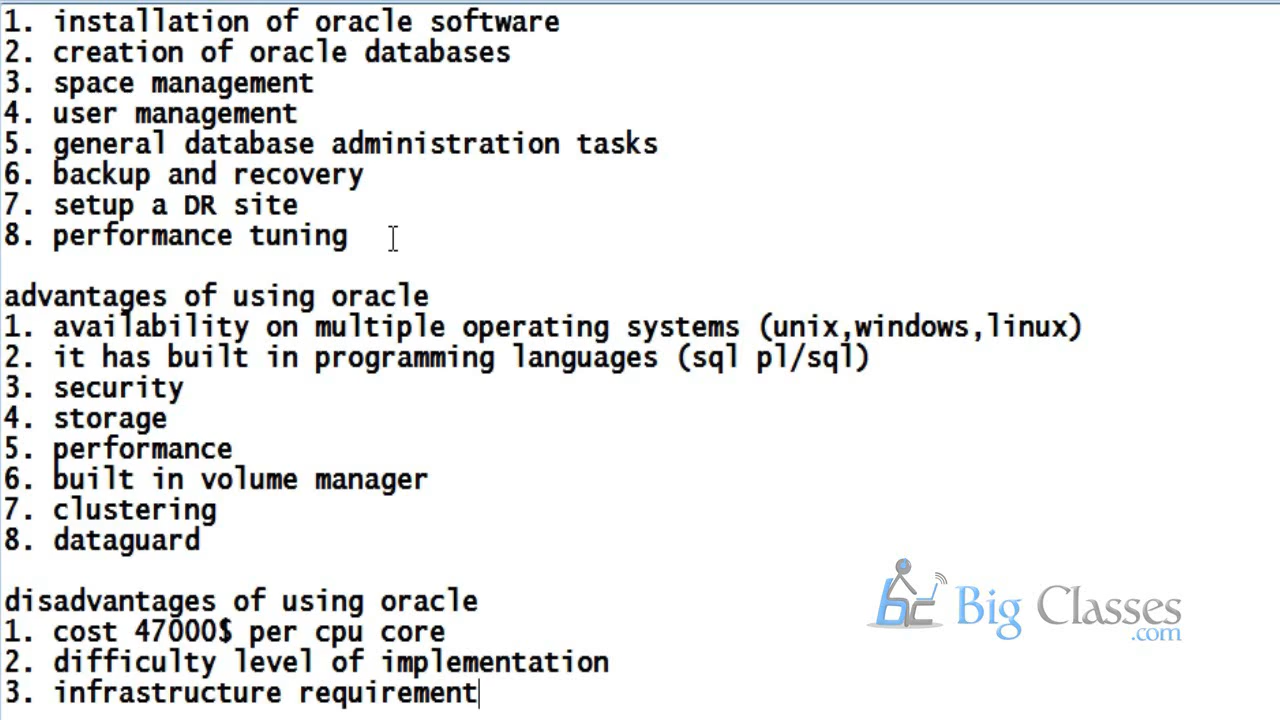 1. installation of oracle software
2. creation of oracle databases
3. space management
4. user management
5. general database administration tasks
6. backup and recovery
7. setup a DR site
8. performance tuning
advantages of using oracle
1. availability on multiple operating systems (unix,windows,linux)
2. it has built in programming languages (sql pl/sql)
3. security
4. storage
5. performance
6. built in volume manager
7. clustering
8. dataguard
disadvantages of using oracle
1. cost 47000$ per cpu core
2. difficulty level of implementation
3. infrastructure requirement
bc Big Classes
.com